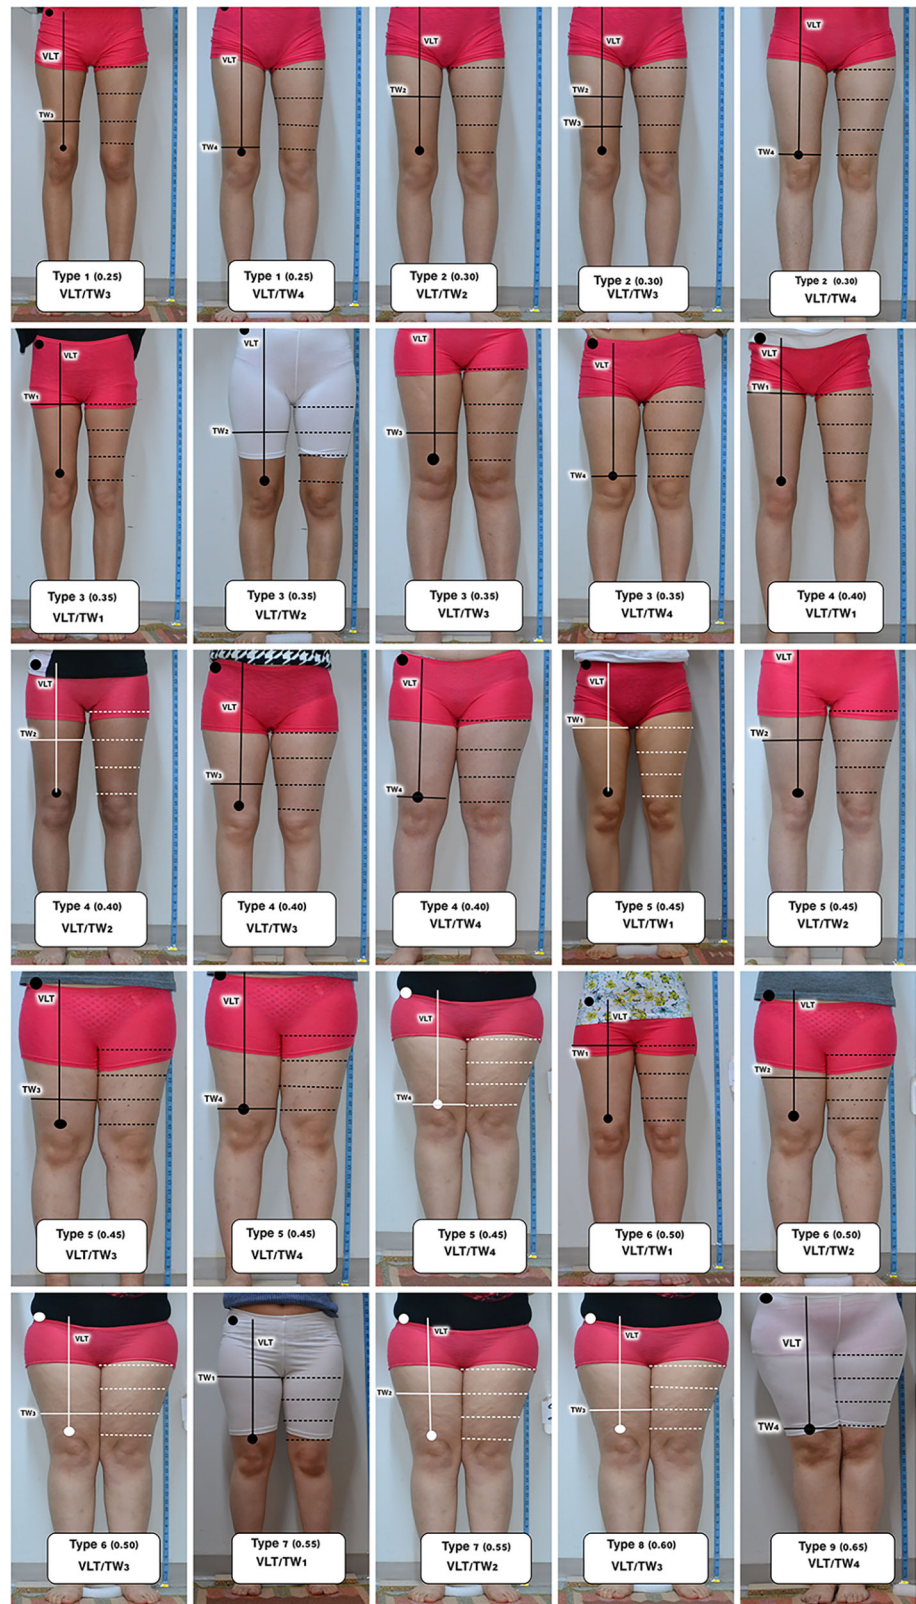 VLT
TW3
Type 1 (0.25)
VLT/TW3
VLT
TW4
Type 1 (0.25)
VLT/TW4
VLT
TW2
Type 2 (0.30)
VLT/TW2
VLT
TW2
TW3
Type 2 (0.30)
VLT/TW3
VLT
TW4
Type 2 (0.30)
VLT/TW4
VLT
TW1
Type 3 (0.35)
VLT/TW1
VLT
TW2
Type 3 (0.35)
VLT/TW2
VLT
TW3
Type 3 (0.35)
VLT/TW3
VLT
TW4
Type 3 (0.35)
VLT/TW4
VLT
TW1
Type 4 (0.40)
VLT/TW1
VLT
TW2
Type 4 (0.40)
VLT/TW2
VLT
TW3
Type 4 (0.40)
VLT/TW3
VLT
TW4
Type 4 (0.40)
VLT/TW4
VLT
TW1
Type 5 (0.45)
VLT/TW1
VLT
TW2
Type 5 (0.45)
VLT/TW2
VLT
TW3
Type 5 (0.45)
VLT/TW3
VLT
TW4
Type 5 (0.45)
VLT/TW4
VLT
TW4
Type 5 (0.45)
VLT/TW4
VLT
TW1
Type 6 (0.50)
VLT/TW1
VLT
TW2
Type 6 (0.50)
VLT/TW2
VLT
TW3
Type 6 (0.50)
VLT/TW3
VLT
TW1
Type 7 (0.55)
VLT/TW1
VLT
TW2
Type 7 (0.55)
VLT/TW2
VLT
TW3
Type 8 (0.60)
VLT/TW3
VLT
TW4
Type 9 (0.65)
VLT/TW4